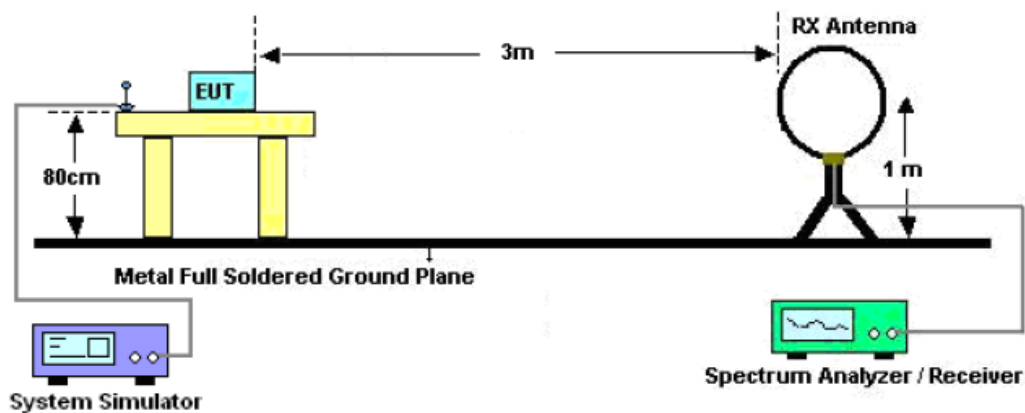 RX Antenna
3m
EUT
80cm
1 m
Metal Full Soldered Ground Plane
System Simulator
Spectrum Analyzer / Receiver